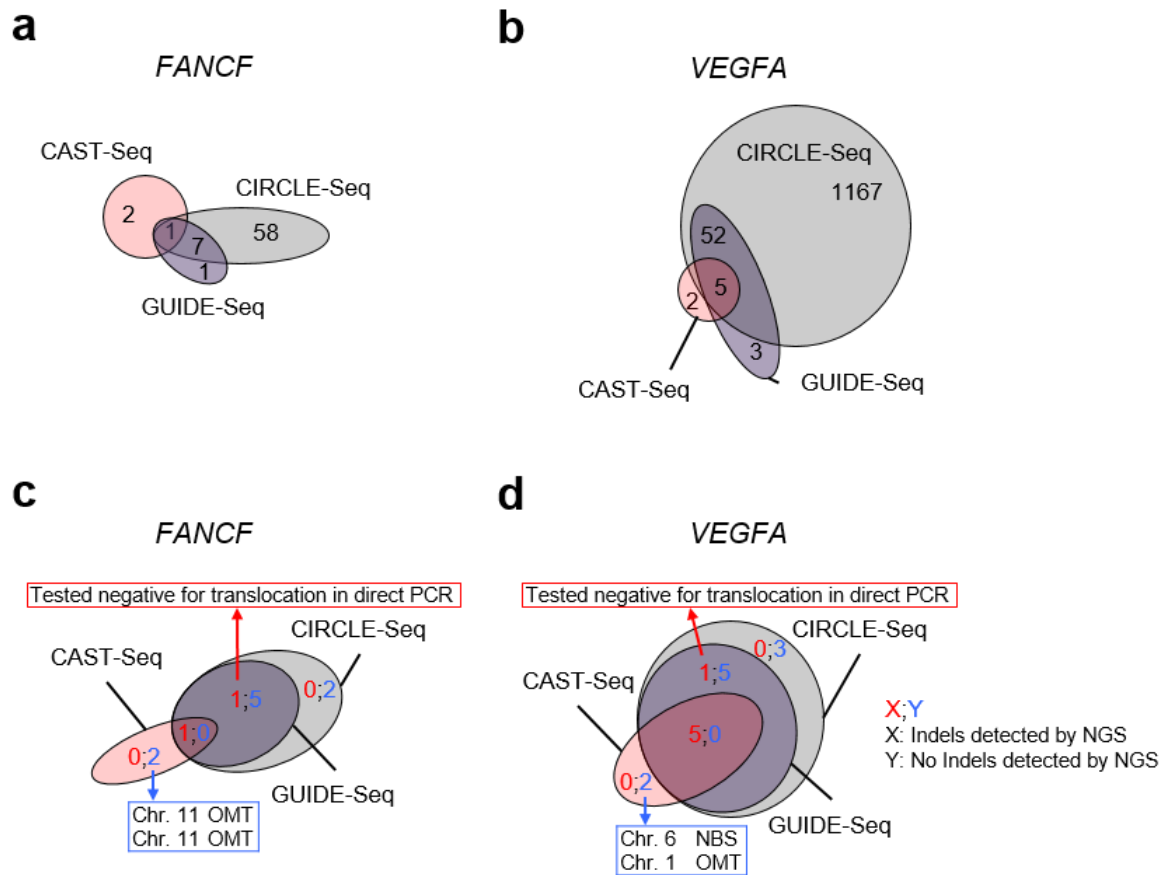 a
FANCF
CAST-Seq
CIRCLE-Seq
2
1
7
58
1
GUIDE-Seq
b
VEGFA
CIRCLE-Seq
1167
52
5
2
3
CAST-Seq
GUIDE-Seq
c
FANCF
Tested negative for translocation in direct PCR
CIRCLE-Seq
CAST-Seq
1;5
0;2
1;0
0;2
GUIDE-Seq
Chr. 11 OMT
Chr. 11 OMT
d
VEGFA
Tested negative for translocation in direct PCR
CIRCLE-Seq
CAST-Seq
0;3
1;5
5;0
0;2
GUIDE-Seq
Chr. 6 NBS
Chr. 1 OMT
X;Y
X: Indels detected by NGS
Y: No Indels detected by NGS